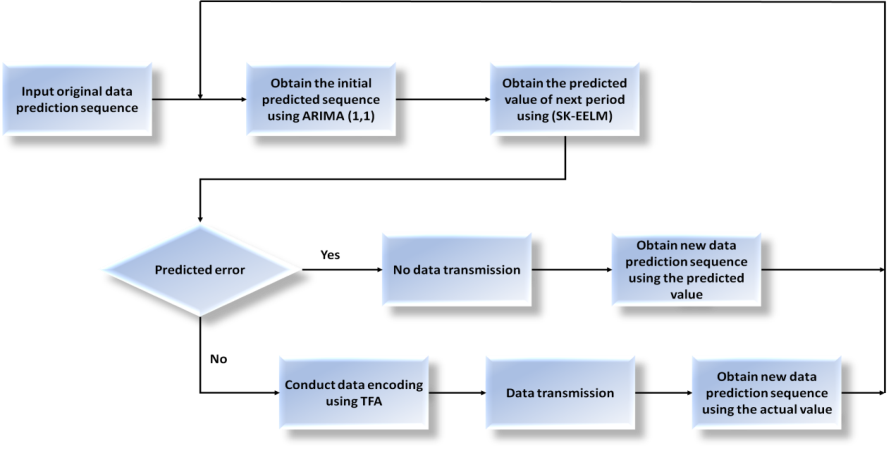 Input original data
prediction sequence
Obtain the initial
predicted sequence
using ARIMA (1,1)
Obtain the predicted
value of next period
using (SK-EELM)
Predicted error
Yes
No data transmission
Obtain new data
prediction sequence
using the predicted
value
No
Conduct data encoding
using TFA
Data transmission
Obtain new data
prediction sequence
using the actual value